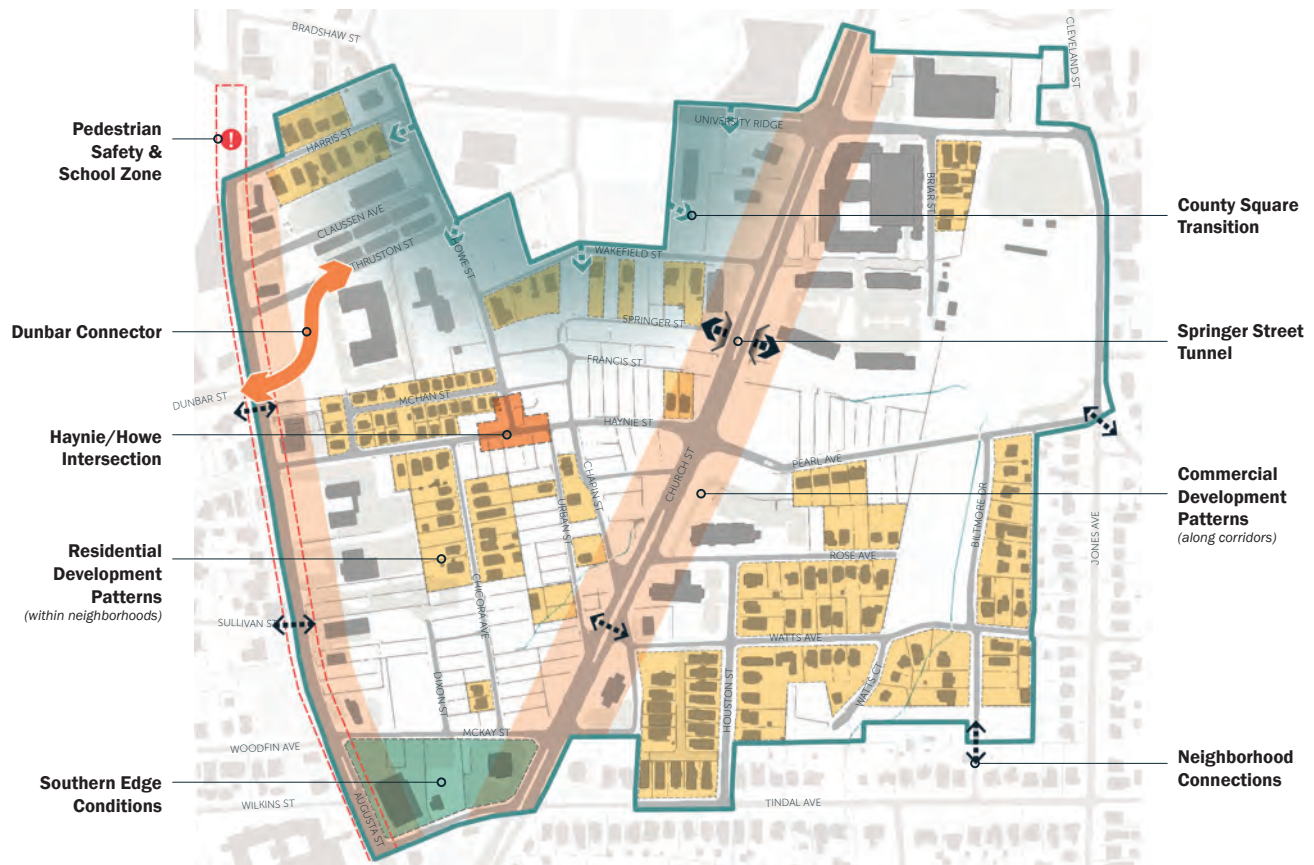 BRADSHAW ST
CLEVELAND ST
Pedestrian
Safety &
School Zone
!
HARRIS ST
UNIVERSITY RIDGE
BRIAR ST
County Square
Transition
CLAUSSEN AVE
THRUSTON ST
HOWE ST
WAKEFIELD ST
Dunbar Connector
SPRINGER ST
Springer Street
Tunnel
FRANCIS ST
DUNBAR ST
MCHAN ST
HAYNIE ST
Haynie/Howe
Intersection
CHURCH ST
PEARL AVE
CHAPIN ST
URBAN ST
BILTMORE DR
JONES AVE
Commercial
Development
Patterns
(along corridors)
Residential
Development
Patterns
(within neighborhoods)
ROSE AVE
CHICORA AVE
SULLIVAN ST
WATTS AVE
DIXON ST
HOUSTON ST
WATTS CT
MCKAY ST
WOODFIN AVE
Southern Edge
Conditions
Neighborhood
Connections
WILKINS ST
AUGUSTA ST
TINDAL AVE